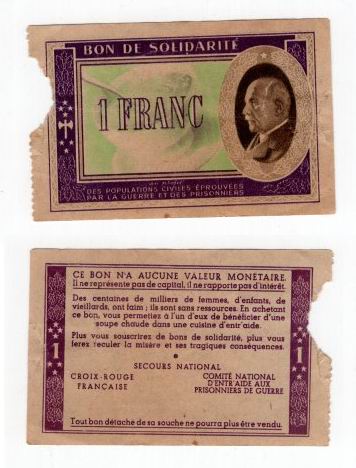 BON DE SOLIDARITÉ
1 FRANC
au profit
DES POPULATIONS CIVILES ÉPROUVÉES
PAR LA GUERRE ET DES PRISONNIERS
CE BON N'A AUCUNE VALEUR MONÉTAIRE.
Il ne représente pas de capital, il ne rapporte pas d'intérêt.
Des centaines de milliers de femmes, d'enfants, de
vieillards, ont faim ; ils sont sans ressources. En achetant
ce bon, vous permettez à l'un d'eux de bénéficier d'une
soupe chaude dans une cuisine d'entr'aide.
Plus vous souscrirez de bons de solidarité, plus vous
ferez reculer la misère et ses tragiques conséquences.
1
1
SECOURS NATIONAL
CROIX-ROUGE
FRANÇAISE
COMITÉ NATIONAL
D'ENTR'AIDE AUX
PRISONNIERS DE GUERRE
Tout bon détaché de sa souche ne pourra plus être vendu.